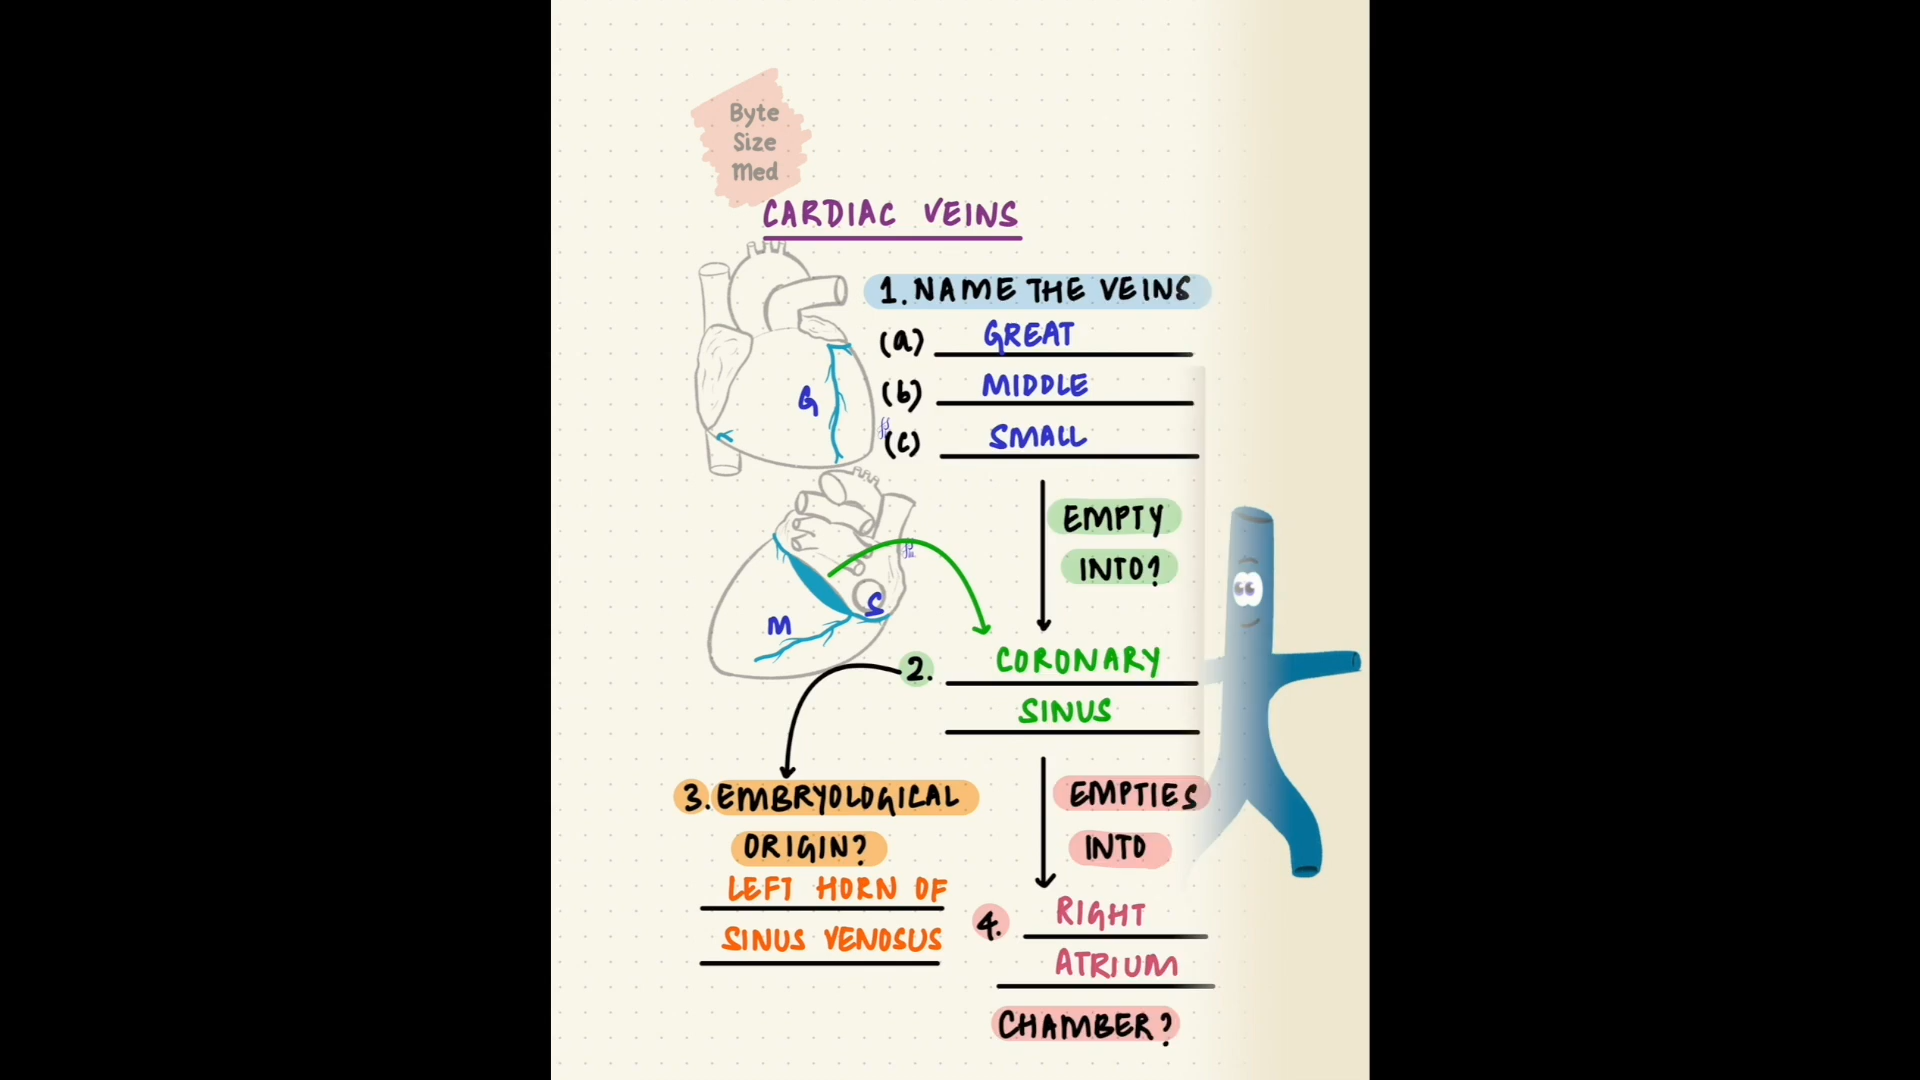 Byte
Size
Med
CARDIAC VEINS
1. NAME THE VEINS
(a) GREAT
(b) MIDDLE
(c) SMALL
G
EMPTY
INTO?
M
S
2. CORONARY
SINUS
3. EMBRYOLOGICAL
ORIGIN?
LEFT HORN OF
SINUS VENOSUS
EMPTIES
INTO
4. RIGHT
ATRIUM
CHAMBER?